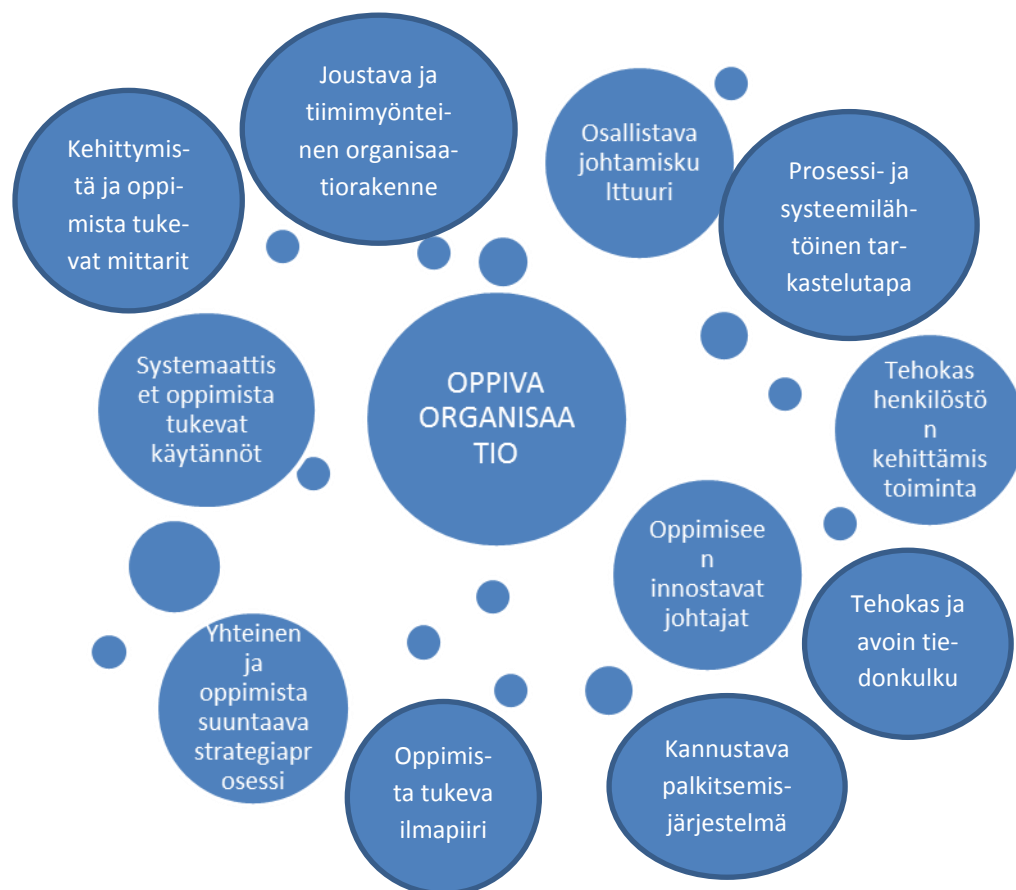 Joustava ja
tiimimyöntei-
nen organisaa-
tiorakenne
Kehittymis-
tä ja oppi-
mista tuke-
vat mittarit
Osallistava
johtamisku
lttuuri
Prosessi- ja
systeemiläh-
töinen tar-
kastelutapa
Systemaattis
et oppimista
tukevat
käytännöt
OPPIVA
ORGANISAA
TIO
Tehokas
henkilöstö
n
kehittämis
toiminta
Oppimisee
n
innostavat
johtajat
Tehokas ja
avoin tie-
donkulku
Yhteinen
ja
oppimista
suuntaava
strategiapr
osessi
Oppimis-
ta tukeva
ilmapiiri
Kannustava
palkitsemis-
järjestelmä